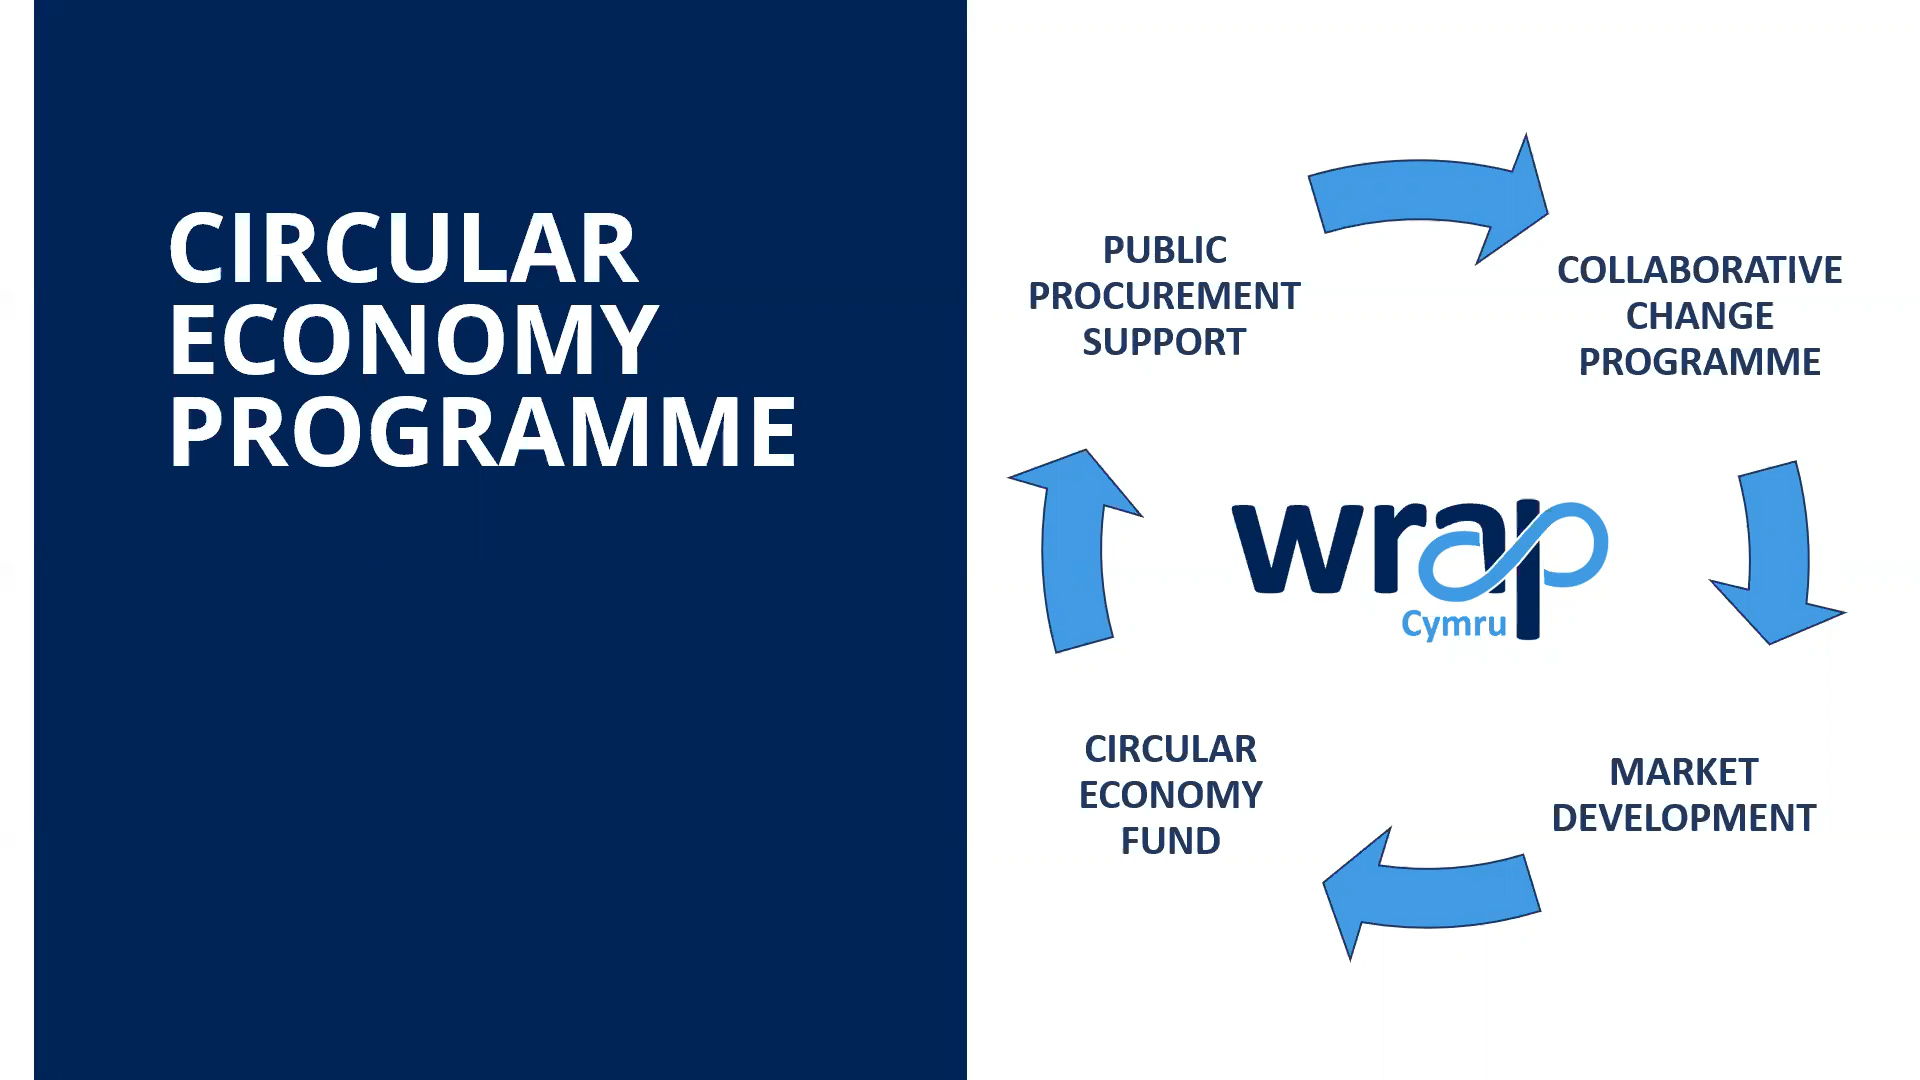 CIRCULAR
ECONOMY
PROGRAMME
PUBLIC
PROCUREMENT
SUPPORT
COLLABORATIVE
CHANGE
PROGRAMME
wrap
Cymru
CIRCULAR
ECONOMY
FUND
MARKET
DEVELOPMENT